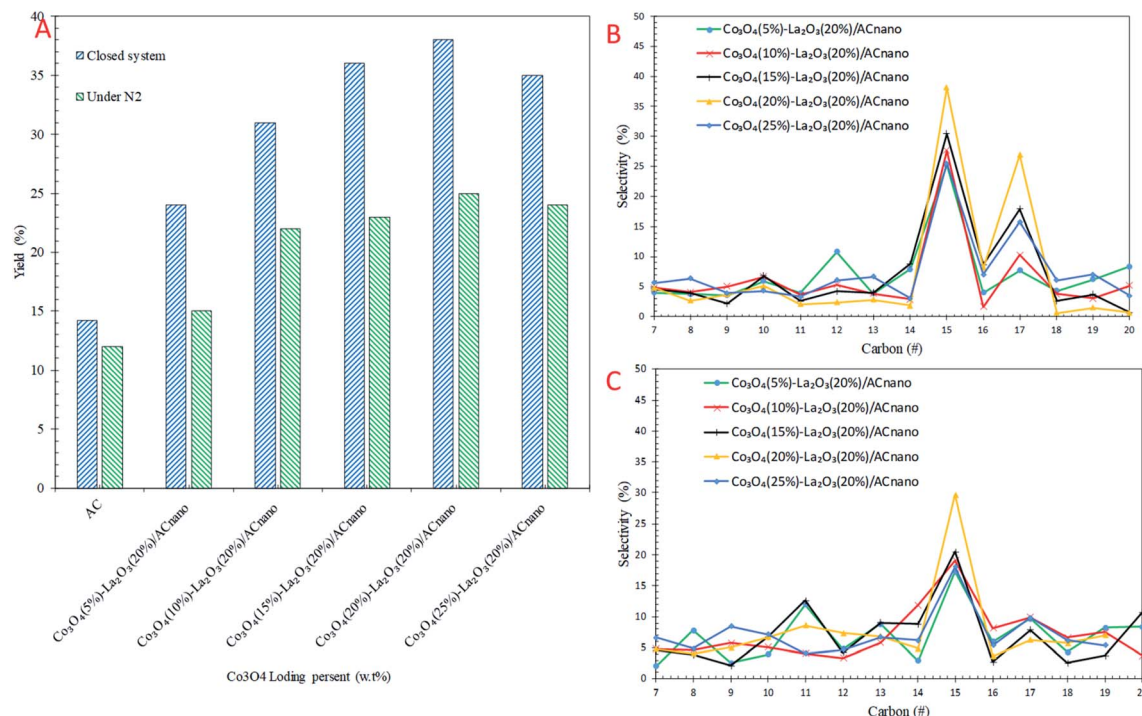 A
40
35
30
25
20
15
10
5
0
Yield (%)
Closed system
Under N2
AC
Co₃O₄(5%)-La₂O₃(20%)/ACnano
Co₃O₄(10%)-La₂O₃(20%)/ACnano
Co₃O₄(15%)-La₂O₃(20%)/ACnano
Co₃O₄(20%)-La₂O₃(20%)/ACnano
Co₃O₄(25%)-La₂O₃(20%)/ACnano
Co3O4 Loding persent (w.t%)
B
50
45
40
35
30
25
20
15
10
5
0
Selectivity (%)
Co₃O₄(5%)-La₂O₃(20%)/ACnano
Co₃O₄(10%)-La₂O₃(20%)/ACnano
Co₃O₄(15%)-La₂O₃(20%)/ACnano
Co₃O₄(20%)-La₂O₃(20%)/ACnano
Co₃O₄(25%)-La₂O₃(20%)/ACnano
7 8 9 10 11 12 13 14 15 16 17 18 19 20
Carbon (#)
C
50
45
40
35
30
25
20
15
10
5
0
Selectivity (%)
Co₃O₄(5%)-La₂O₃(20%)/ACnano
Co₃O₄(10%)-La₂O₃(20%)/ACnano
Co₃O₄(15%)-La₂O₃(20%)/ACnano
Co₃O₄(20%)-La₂O₃(20%)/ACnano
Co₃O₄(25%)-La₂O₃(20%)/ACnano
7 8 9 10 11 12 13 14 15 16 17 18 19
Carbon (#)